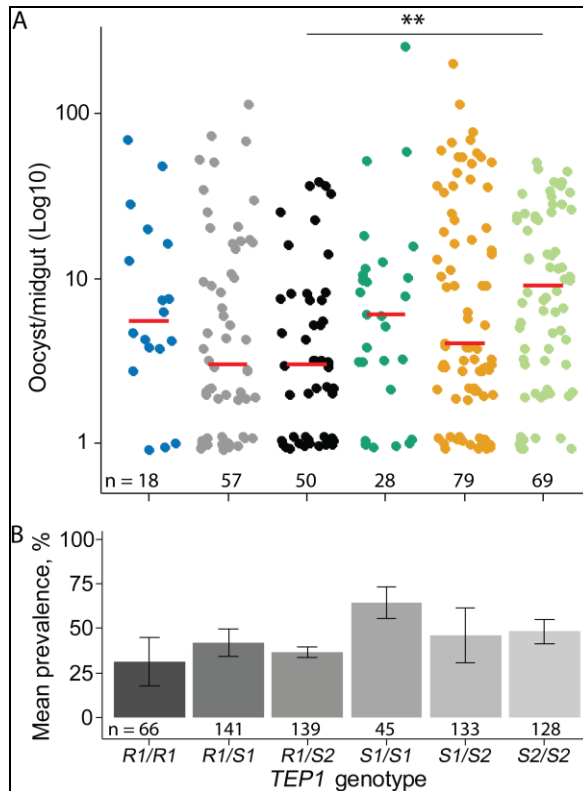 A
**
Oocyst/midgut (Log10)
100
10
1
n = 18 57 50 28 79 69
B
Mean prevalence, %
100
75
50
25
0
n = 66 141 139 45 133 128
R1/R1 R1/S1 R1/S2 S1/S1 S1/S2 S2/S2
TEP1 genotype